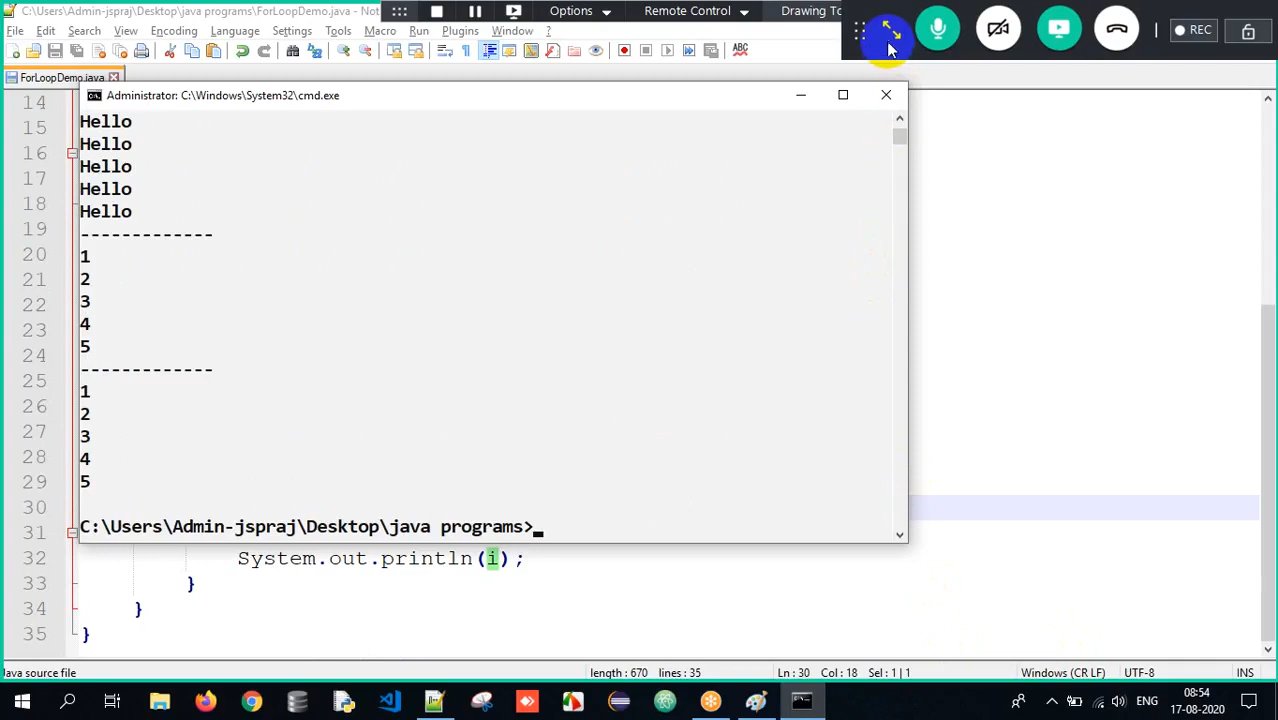 C:\Users\Admin-jspraj\Desktop\java programs\ForLoopDemo.java - Not
Options
Remote Control
Drawing To
REC
File Edit Search View Encoding Language Settings Tools Macro Run Plugins Window ?
ABC
ForLoopDemo.java
Administrator: C:\Windows\System32\cmd.exe
14
15
16
17
18
19
20
21
22
23
24
25
26
27
28
29
30
31
Hello
Hello
Hello
Hello
Hello
-------------
1
2
3
4
5
-------------
1
2
3
4
5
C:\Users\Admin-jspraj\Desktop\java programs>
32 System.out.println(i);
33 }
34 }
35 }
Java source file length : 670 lines : 35 Ln : 30 Col : 18 Sel : 1 | 1 Windows (CR LF) UTF-8 INS
ENG
08:54
17-08-2020